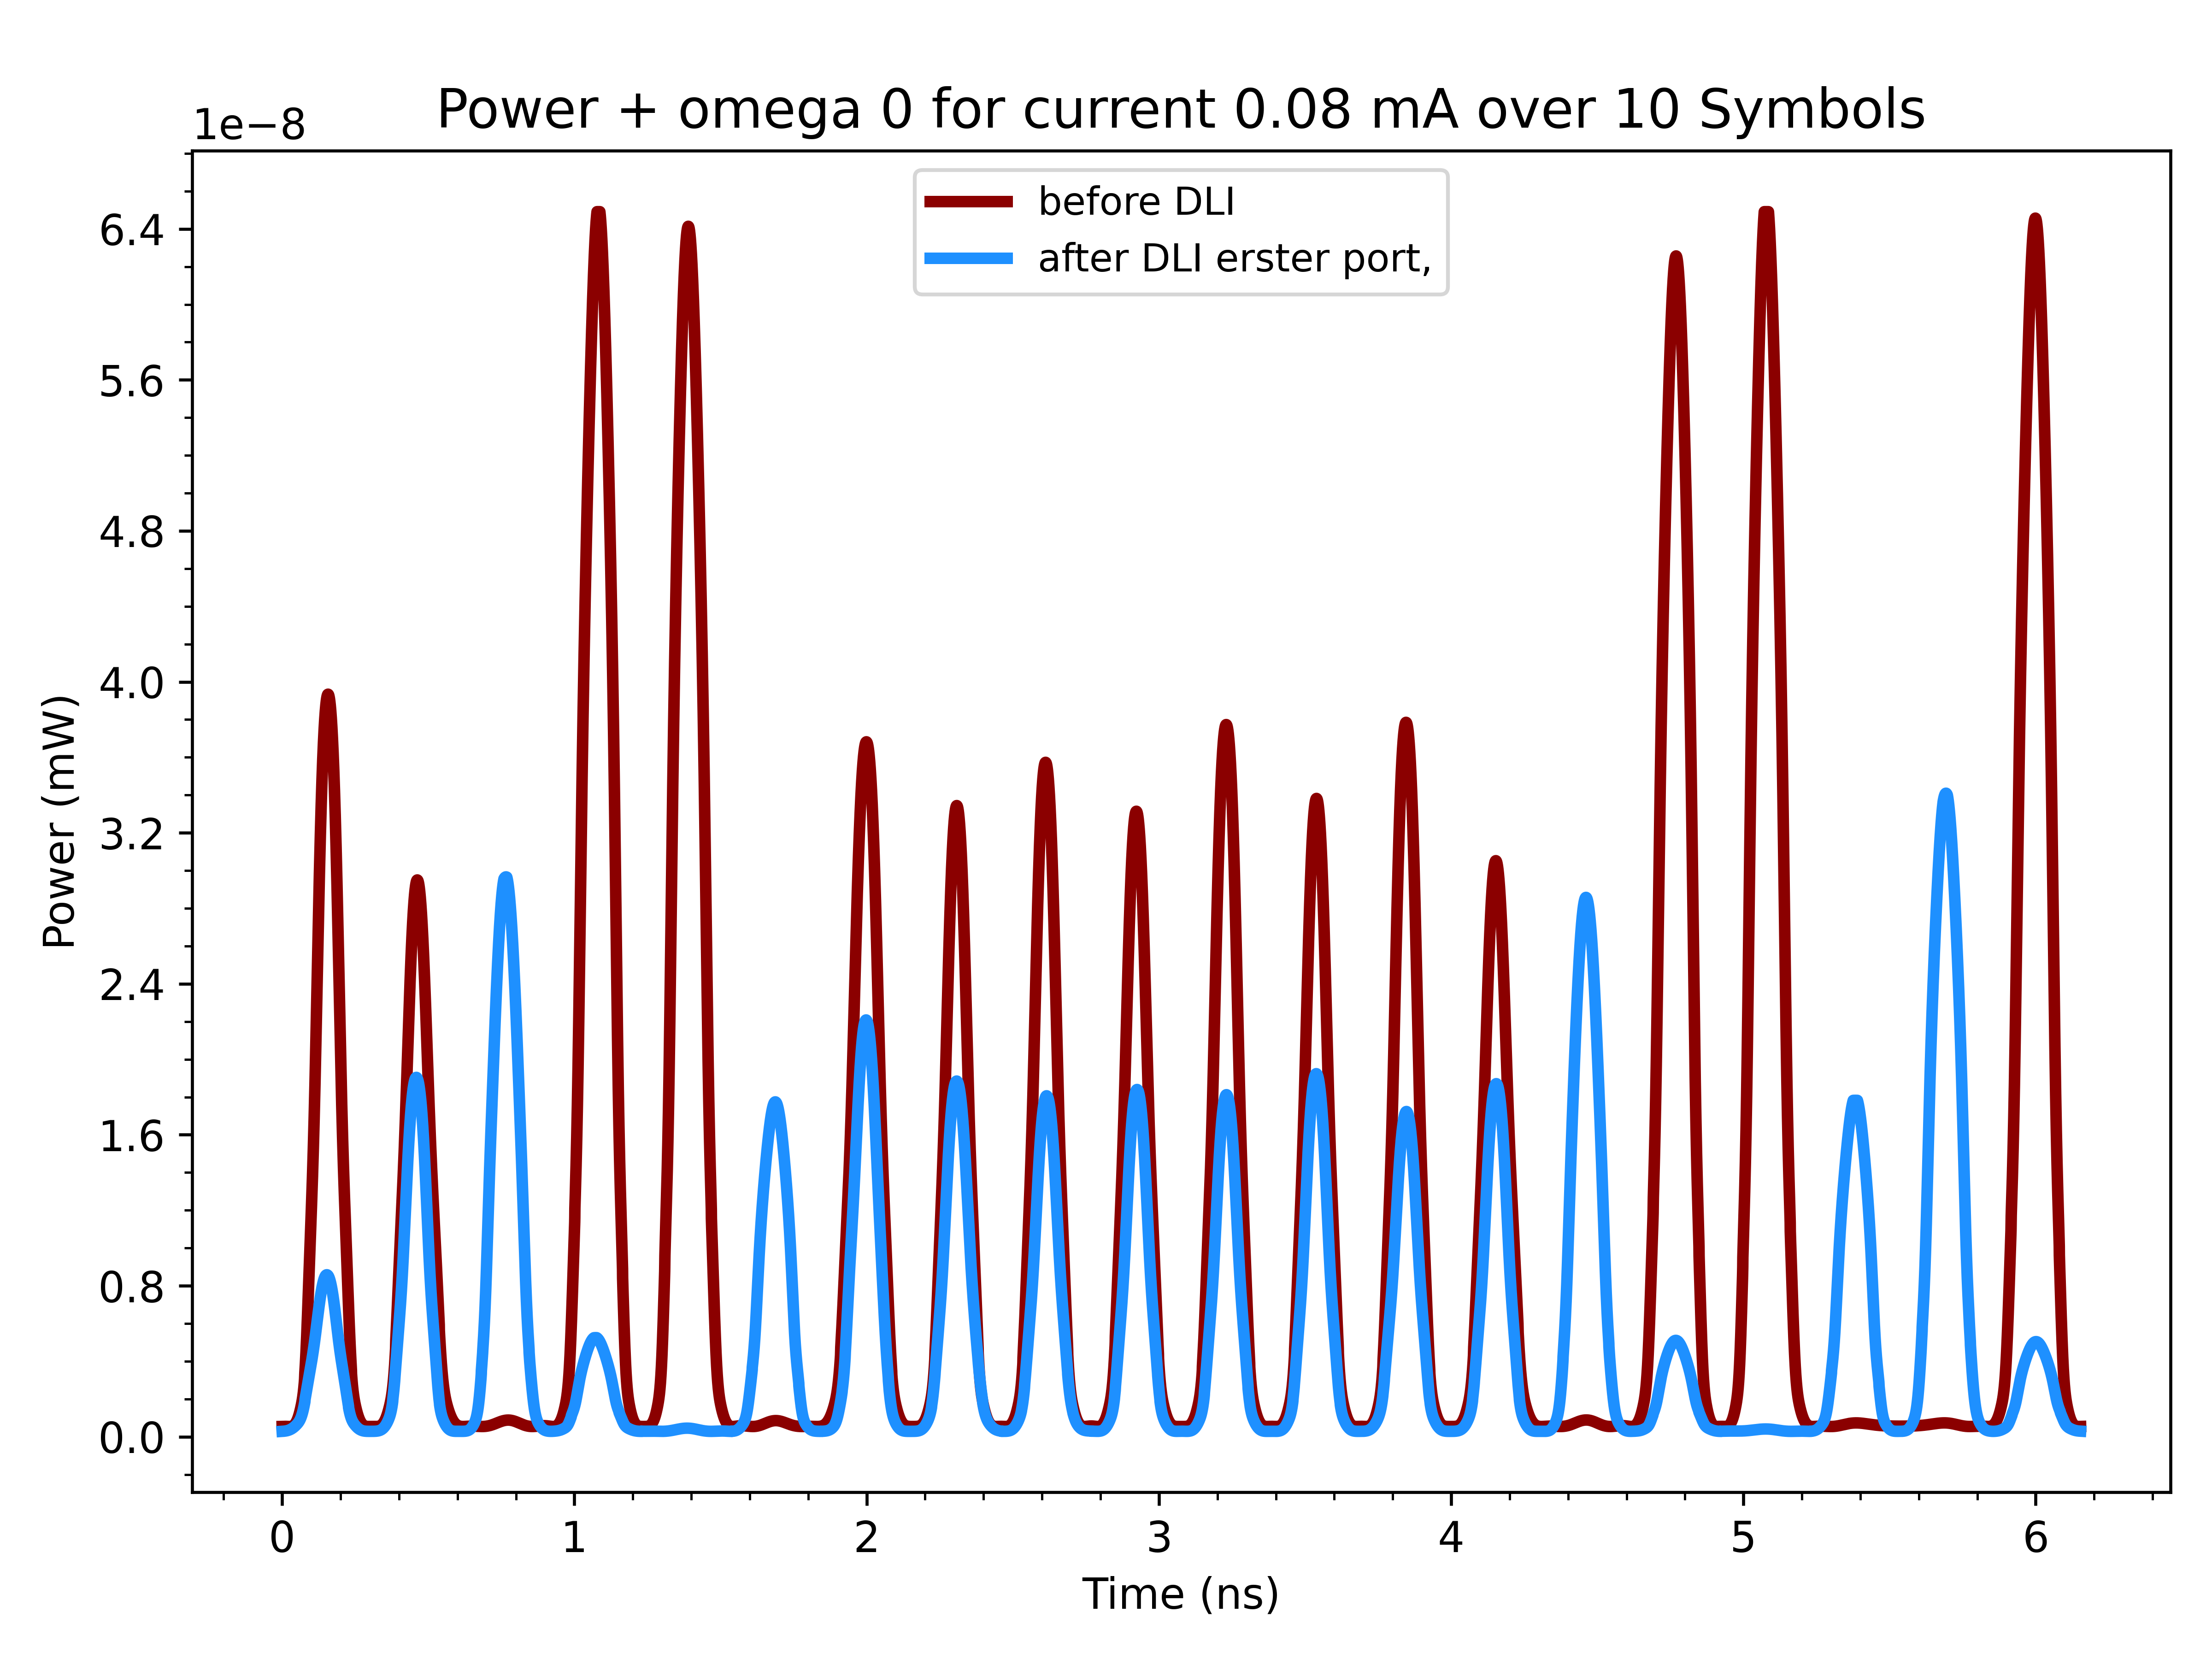 Power + omega 0 for current 0.08 mA over 10 Symbols
1e−8
before DLI
after DLI erster port,
6.4
5.6
4.8
4.0
3.2
2.4
1.6
0.8
0.0
Power (mW)
0 1 2 3 4 5 6
Time (ns)